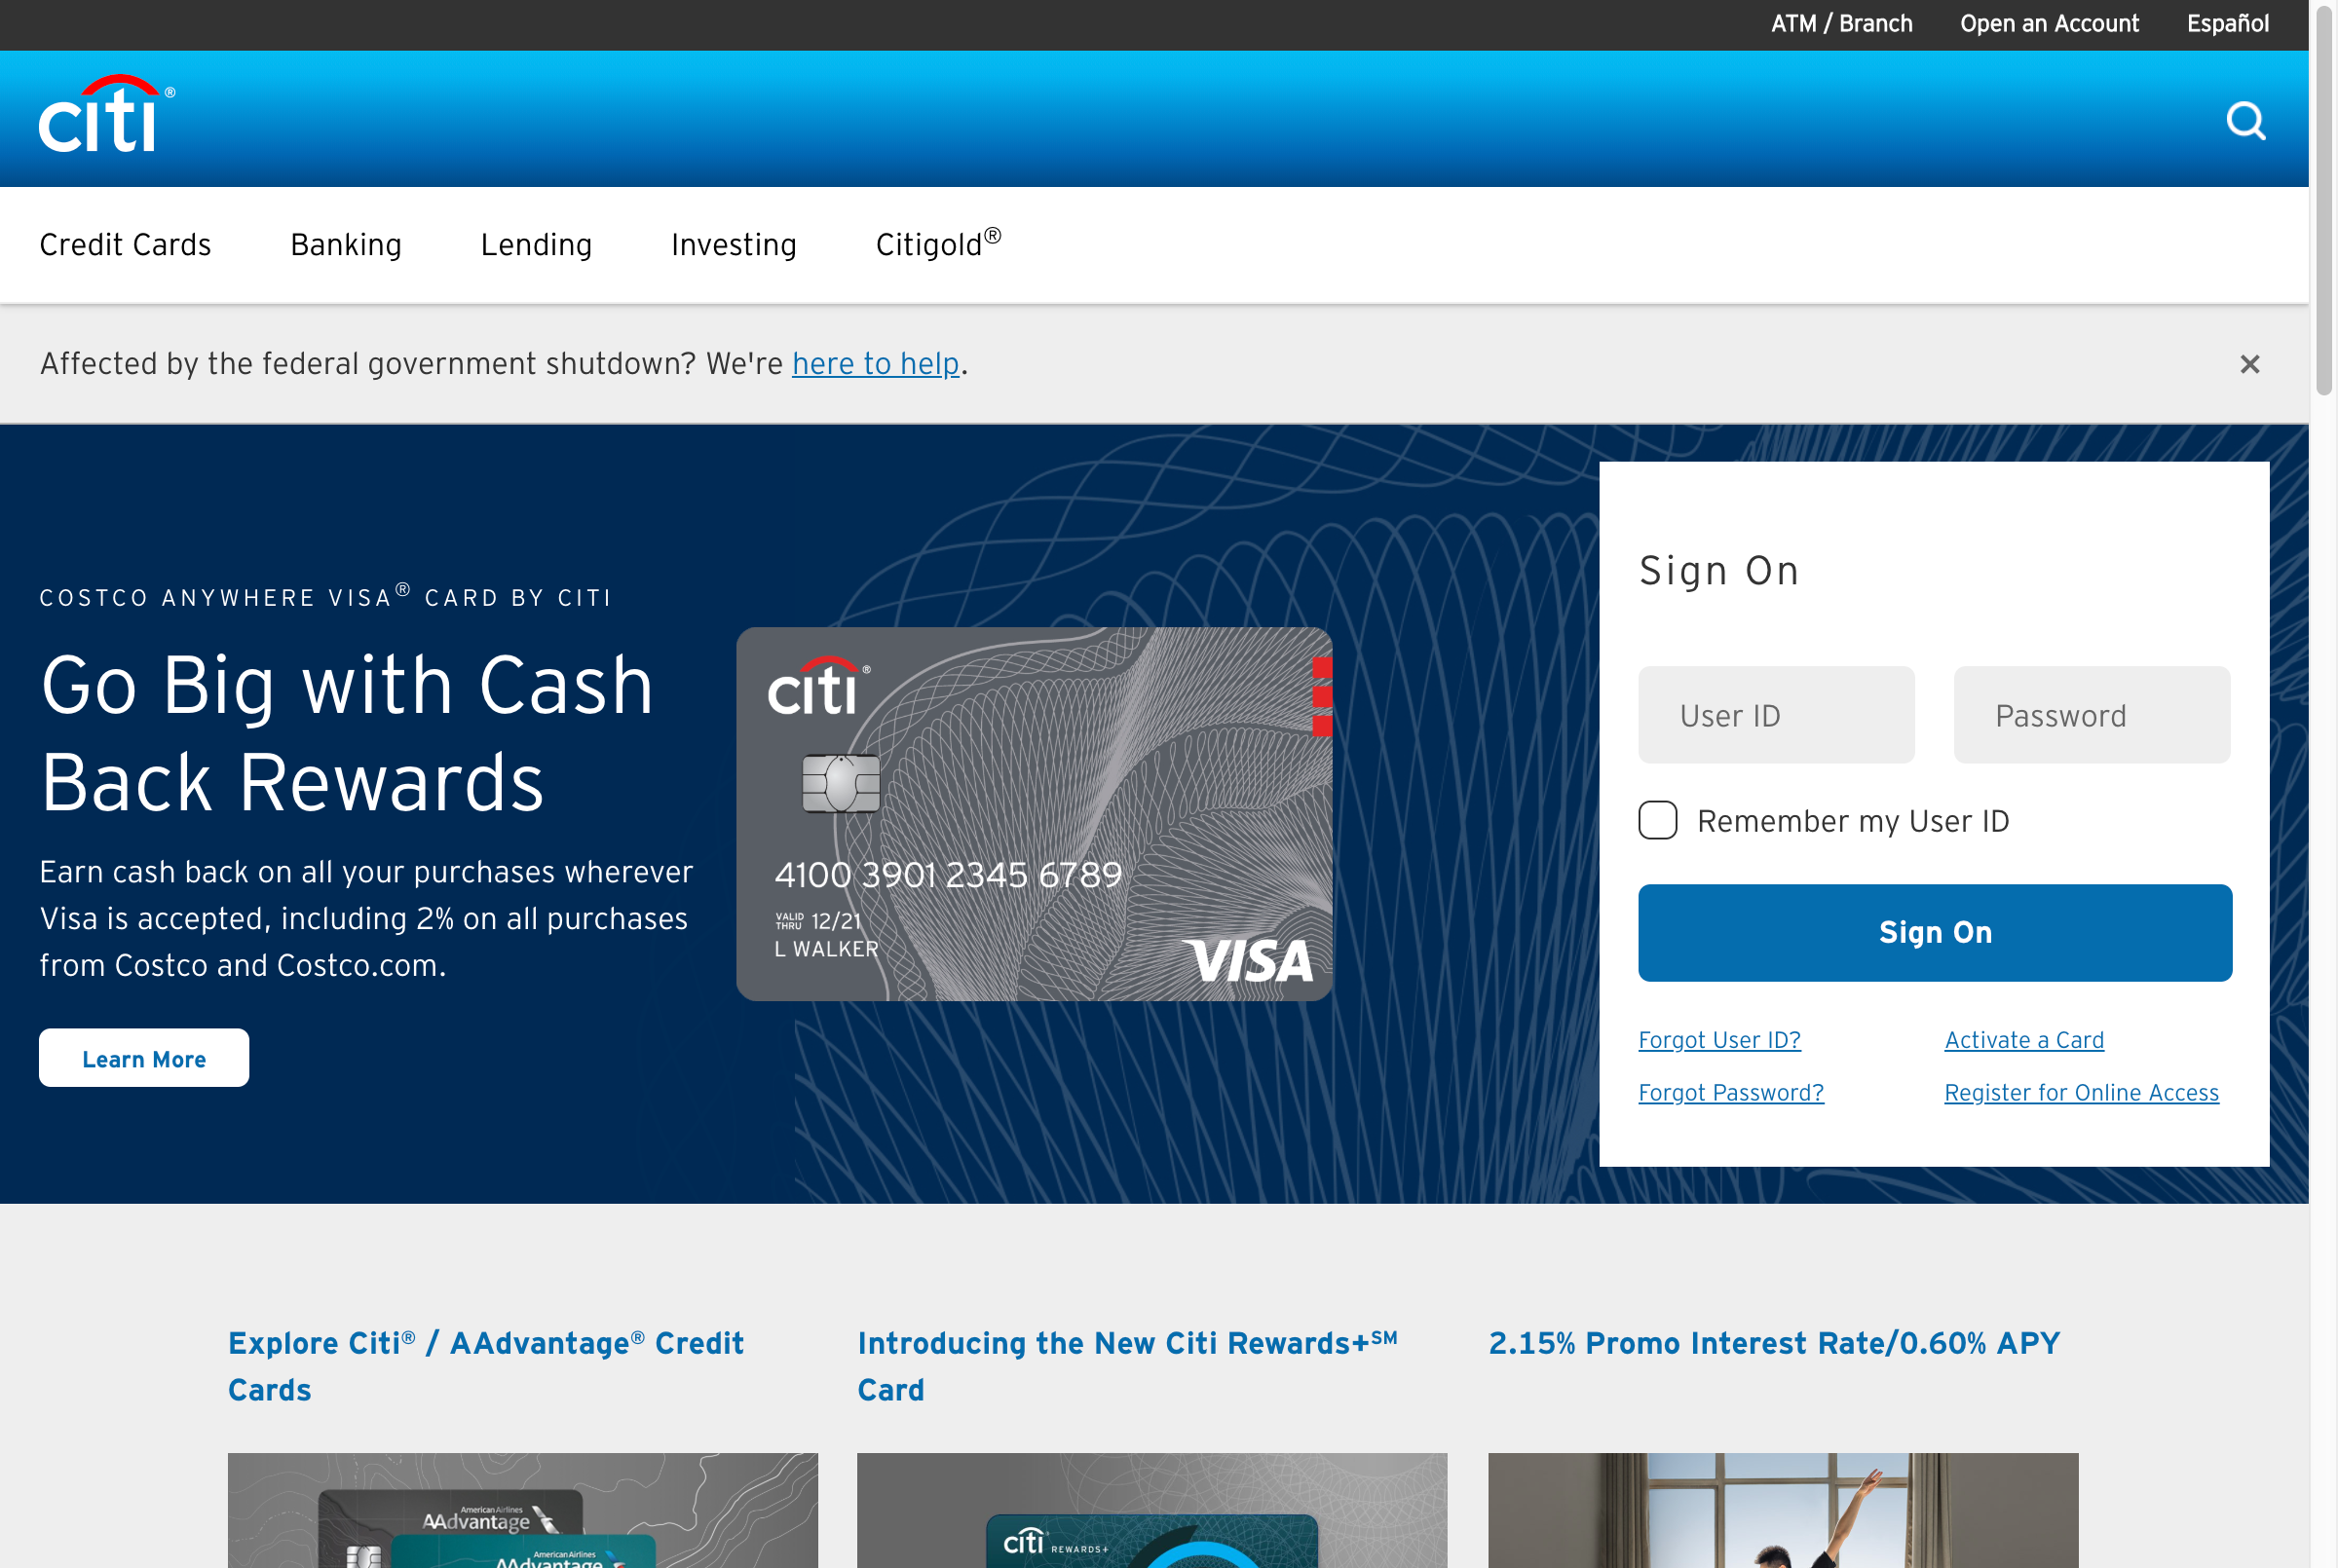 ATM / Branch
Open an Account
Español
citi®
Credit Cards
Banking
Lending
Investing
Citigold®
Affected by the federal government shutdown? We're here to help.
COSTCO ANYWHERE VISA® CARD BY CITI
Go Big with Cash
Back Rewards
Earn cash back on all your purchases wherever
Visa is accepted, including 2% on all purchases
from Costco and Costco.com.
Learn More
citi®
4100 3901 2345 6789
VALID
THRU 12/21
L WALKER
VISA
Sign On
User ID
Password
Remember my User ID
Sign On
Forgot User ID?
Activate a Card
Forgot Password?
Register for Online Access
Explore Citi® / AAdvantage® Credit
Cards
Introducing the New Citi Rewards+℠
Card
2.15% Promo Interest Rate/0.60% APY
American Airlines
AAdvantage
American Airlines
AAdvantage
citi® REWARDS+